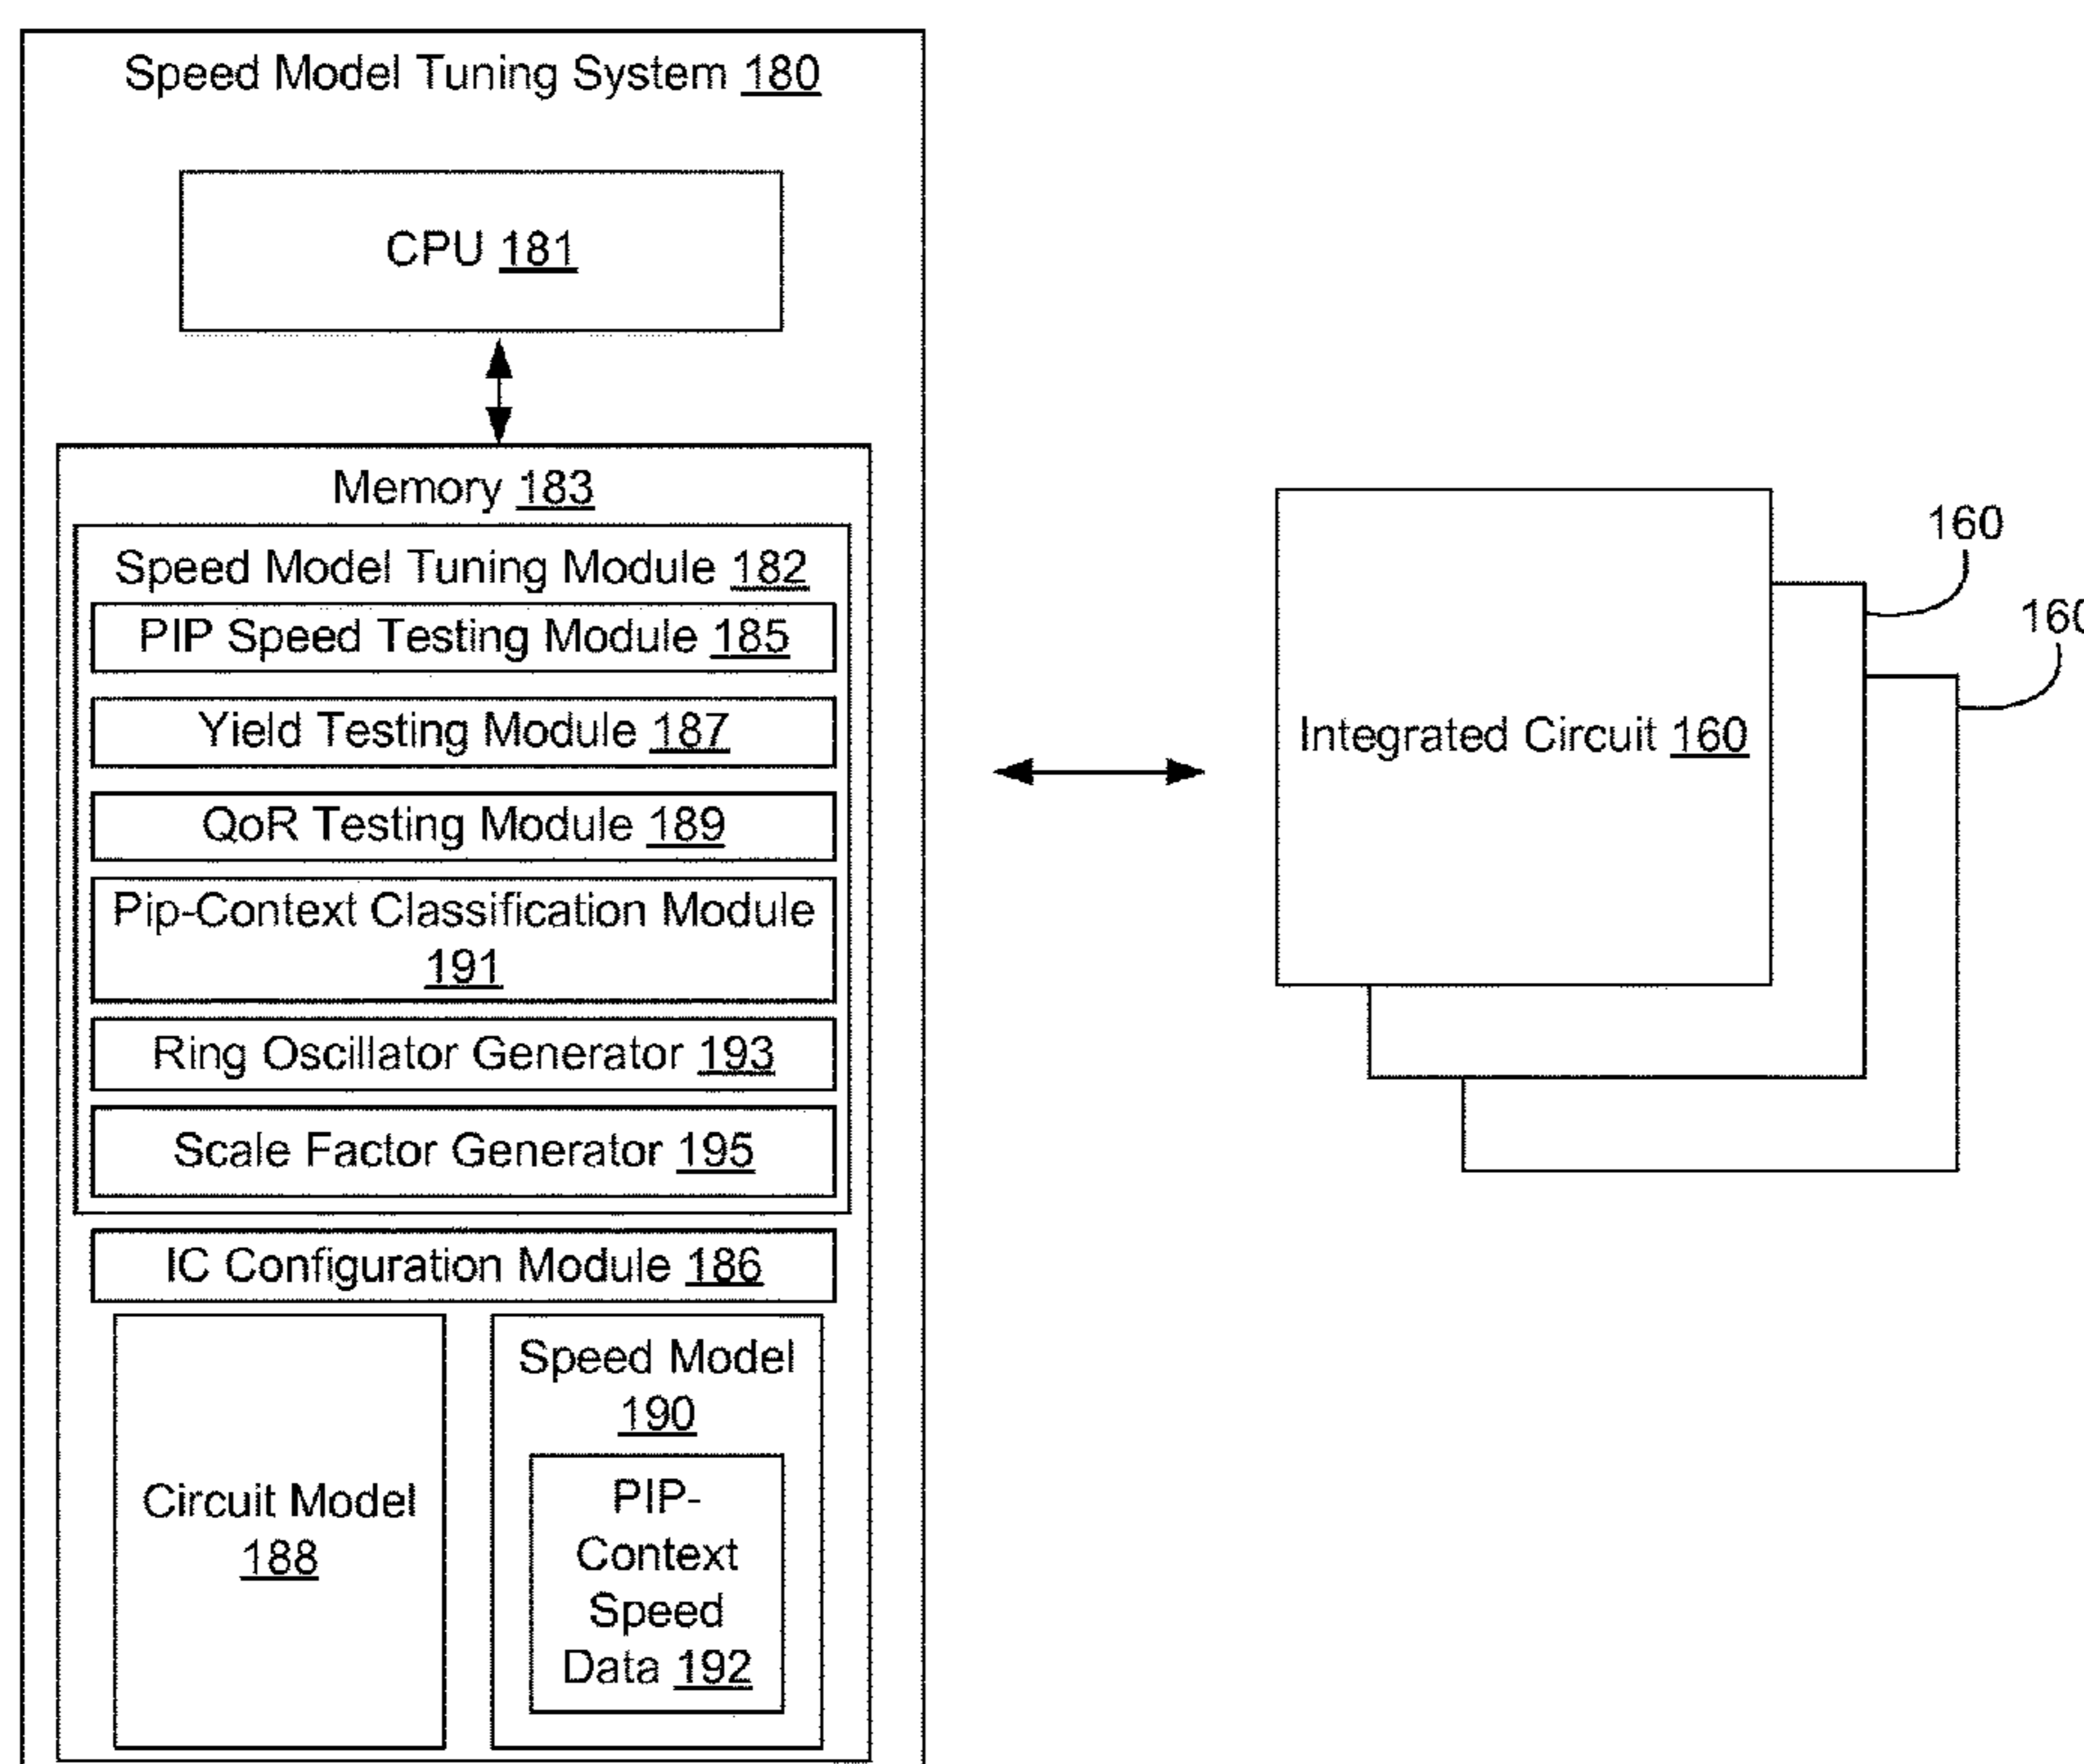 Speed Model Tuning System 180
CPU 181
Memory 183
Speed Model Tuning Module 182
PIP Speed Testing Module 185
Yield Testing Module 187
QoR Testing Module 189
Pip-Context Classification Module
191
Ring Oscillator Generator 193
Scale Factor Generator 195
IC Configuration Module 186
Circuit Model
188
Speed Model
190
PIP-
Context
Speed
Data 192
Integrated Circuit 160
160
160